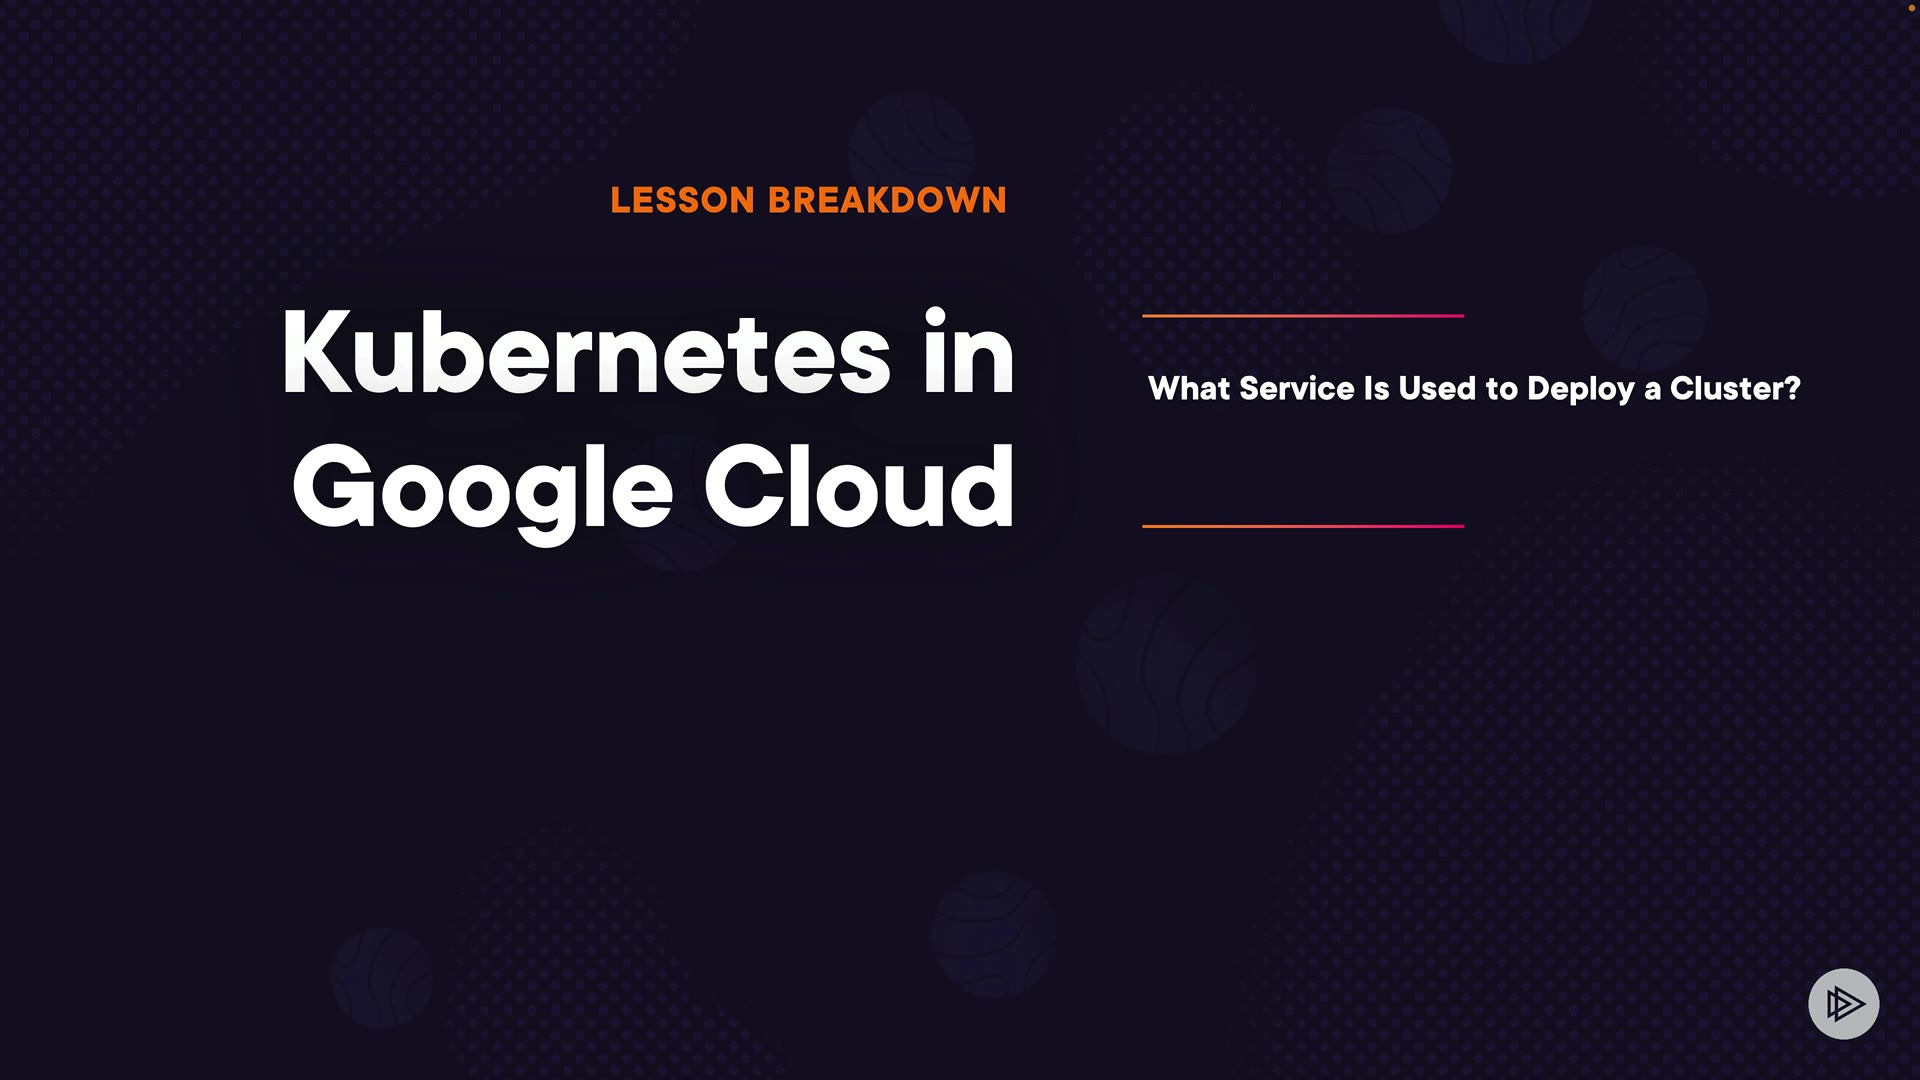 LESSON BREAKDOWN
Kubernetes in
Google Cloud
What Service Is Used to Deploy a Cluster?